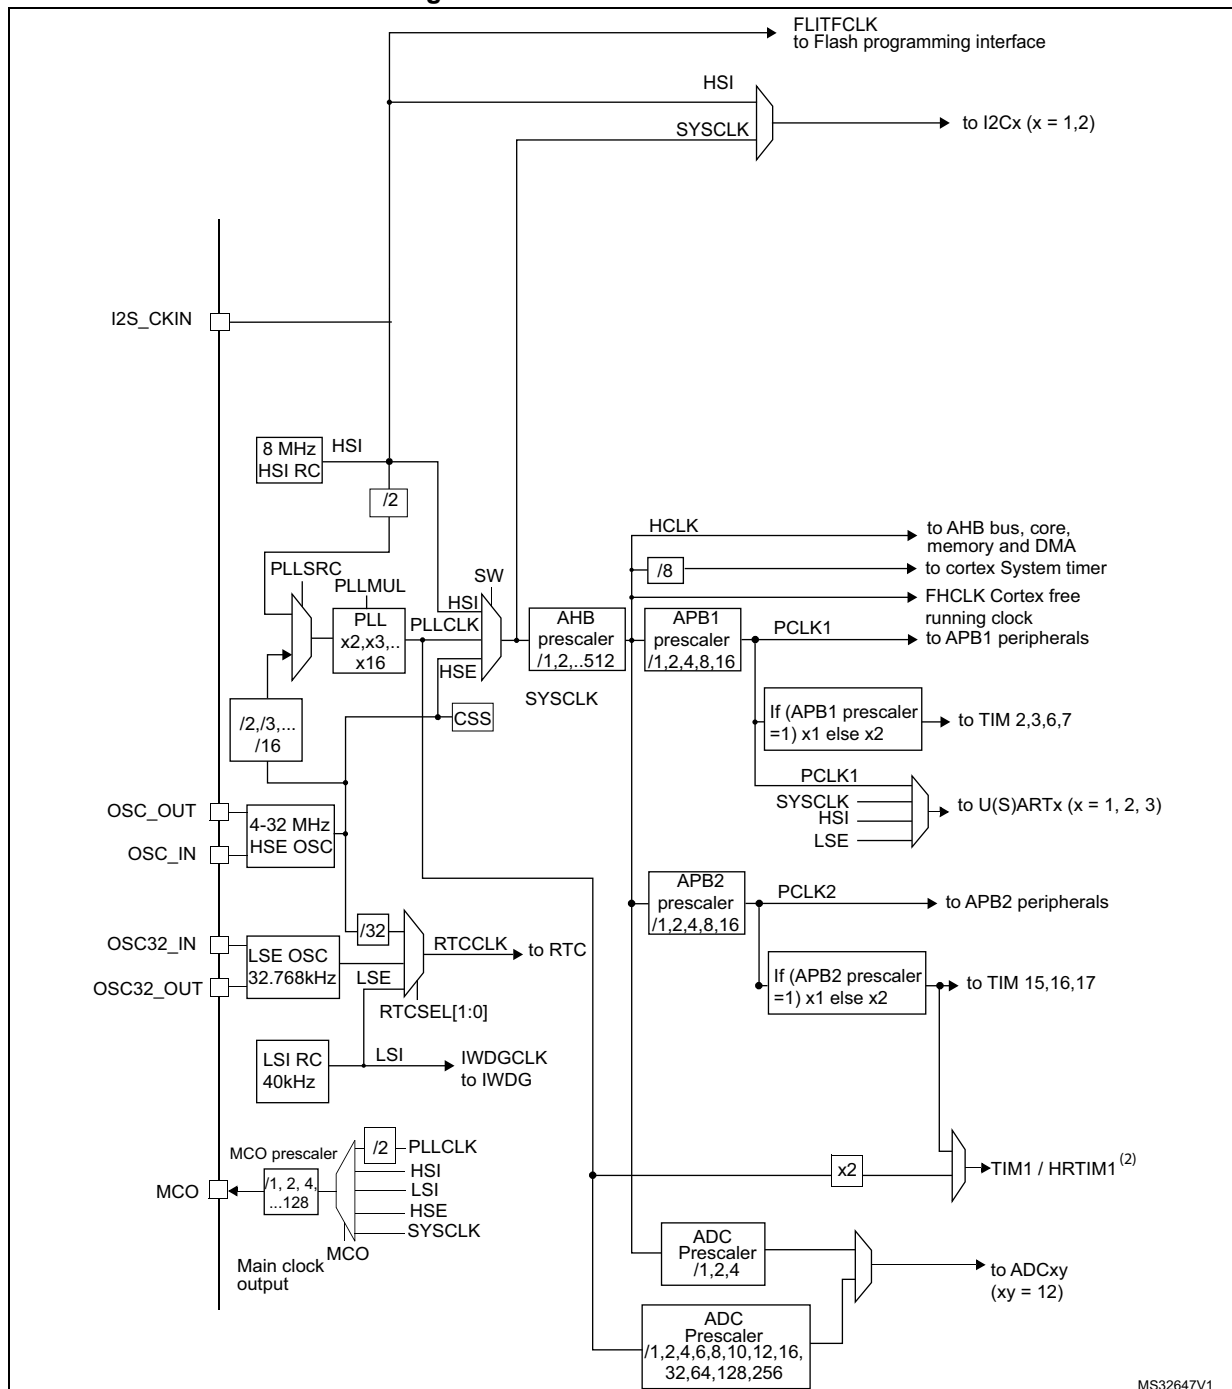 FLITFCLK
to Flash programming interface
HSI
to I2Cx (x = 1,2)
SYSCLK
I2S_CKIN
8 MHz
HSI RC
HSI
/2
HCLK
to AHB bus, core,
memory and DMA
PLLSRC
/8
to cortex System timer
PLLMUL
SW
FHCLK Cortex free
running clock
HSI
PLL
x2,x3,..
x16
PLLCLK
AHB
prescaler
/1,2,..512
APB1
prescaler
/1,2,4,8,16
PCLK1
to APB1 peripherals
HSE
SYSCLK
/2,/3,...
/16
CSS
If (APB1 prescaler
=1) x1 else x2
to TIM 2,3,6,7
PCLK1
SYSCLK
HSI
LSE
to U(S)ARTx (x = 1, 2, 3)
OSC_OUT
OSC_IN
4-32 MHz
HSE OSC
APB2
prescaler
/1,2,4,8,16
PCLK2
to APB2 peripherals
/32
OSC32_IN
OSC32_OUT
LSE OSC
32.768kHz
LSE
RTCCLK
to RTC
RTCSEL[1:0]
If (APB2 prescaler
=1) x1 else x2
to TIM 15,16,17
LSI RC
40kHz
LSI
IWDGCLK
to IWDG
MCO prescaler
/1, 2, 4,
...128
MCO
/2
PLLCLK
HSI
LSI
HSE
SYSCLK
MCO
Main clock
output
x2
TIM1 / HRTIM1 (2)
ADC
Prescaler
/1,2,4
to ADCxy
(xy = 12)
ADC
Prescaler
/1,2,4,6,8,10,12,16,
32,64,128,256
MS32647V1